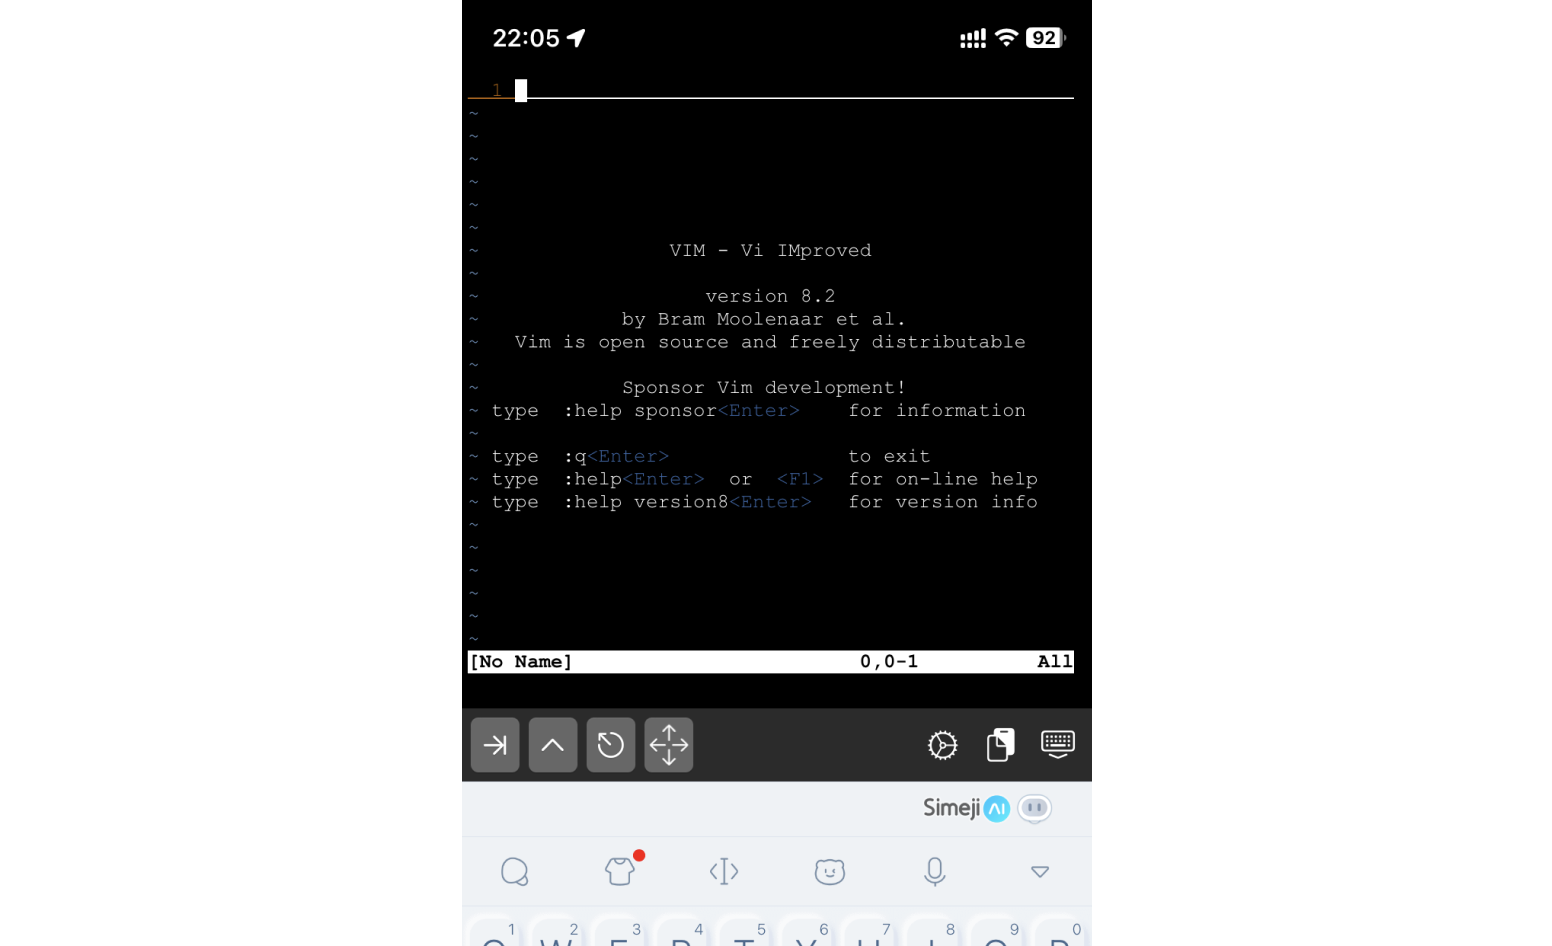 22:05 92
1
~
~
~
~
~
~
~ VIM - Vi IMproved
~
~ version 8.2
~ by Bram Moolenaar et al.
~ Vim is open source and freely distributable
~
~ Sponsor Vim development!
~ type :help sponsor<Enter> for information
~
~ type :q<Enter> to exit
~ type :help<Enter> or <F1> for on-line help
~ type :help version8<Enter> for version info
~
~
~
~
~
~
[No Name] 0,0-1 All
Simeji AI
1 2 3 4 5 6 7 8 9 0